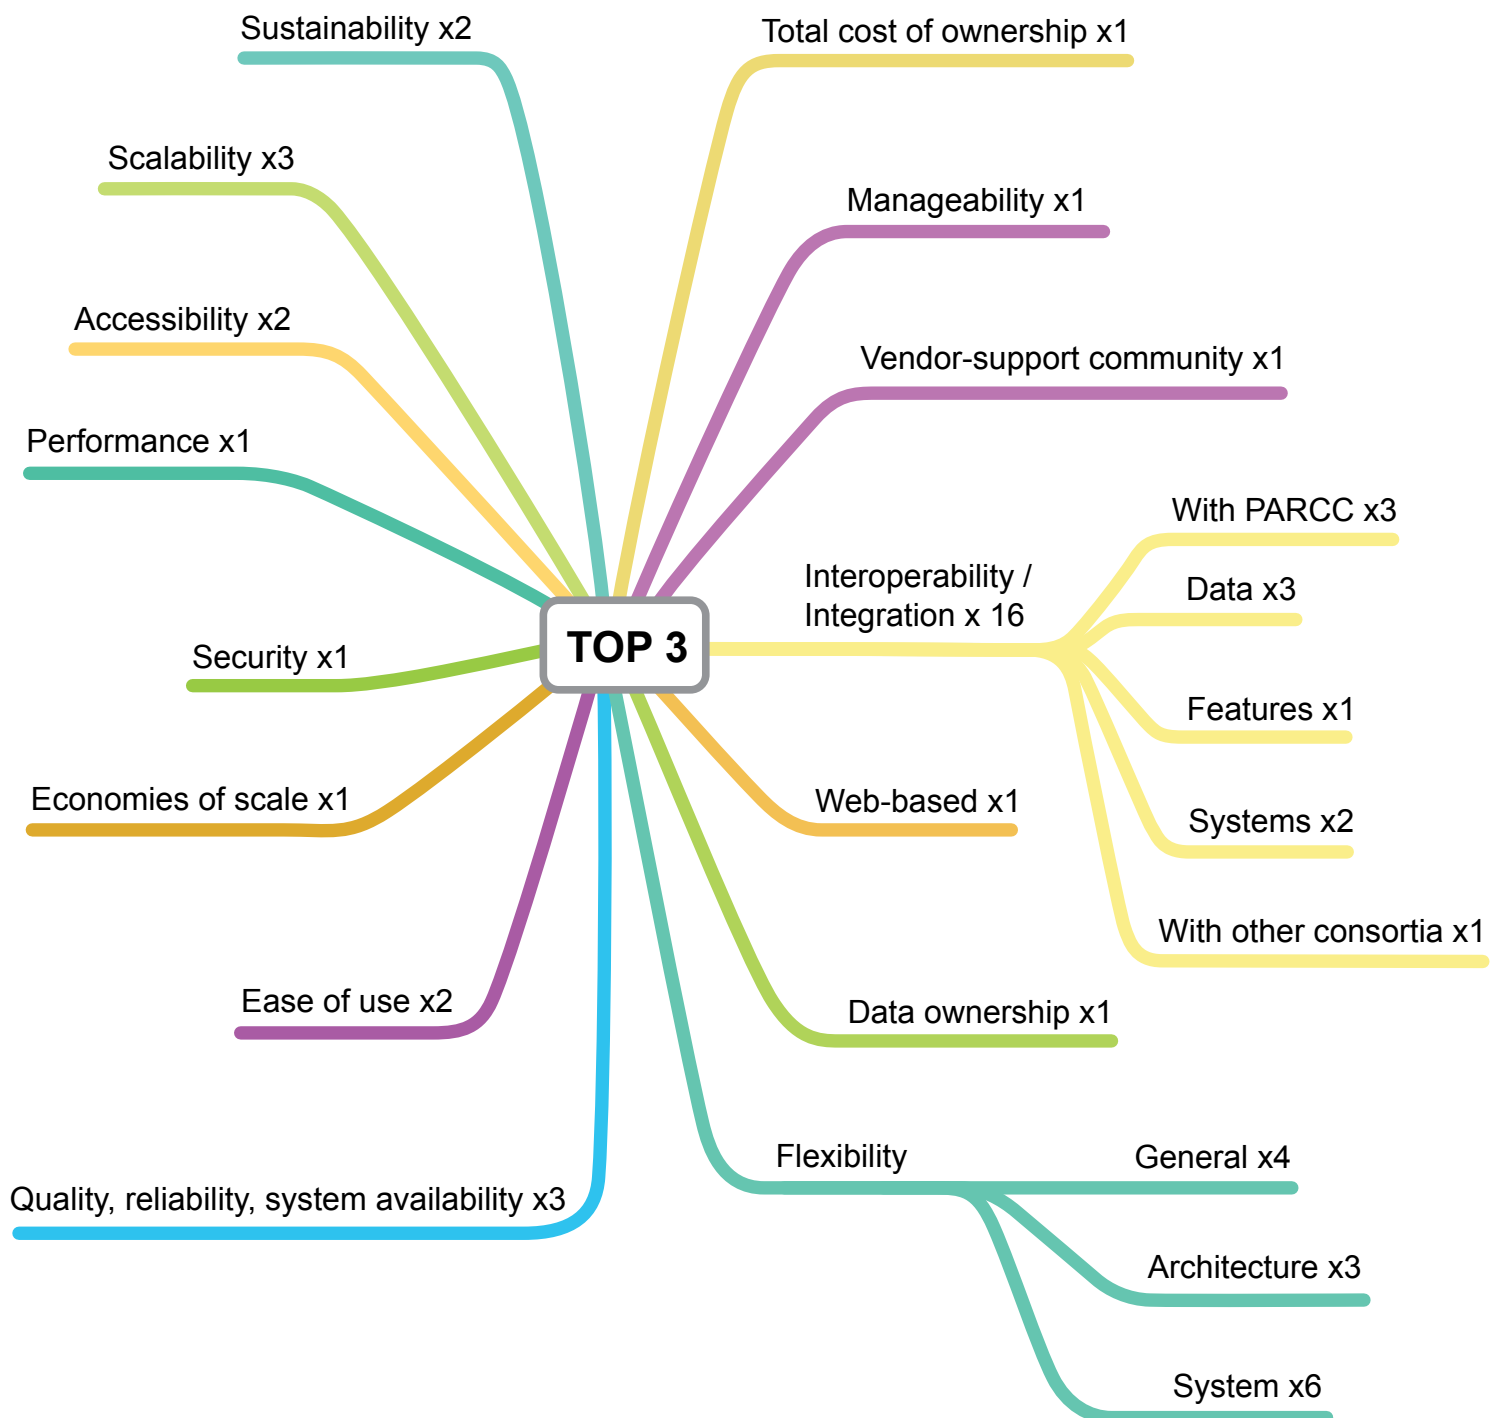 Sustainability x2
Total cost of ownership x1
Scalability x3
Manageability x1
Accessibility x2
Vendor-support community x1
Performance x1
With PARCC x3
Interoperability /
Integration x 16
Data x3
TOP 3
Security x1
Features x1
Economies of scale x1
Web-based x1
Systems x2
With other consortia x1
Ease of use x2
Data ownership x1
Flexibility
General x4
Quality, reliability, system availability x3
Architecture x3
System x6